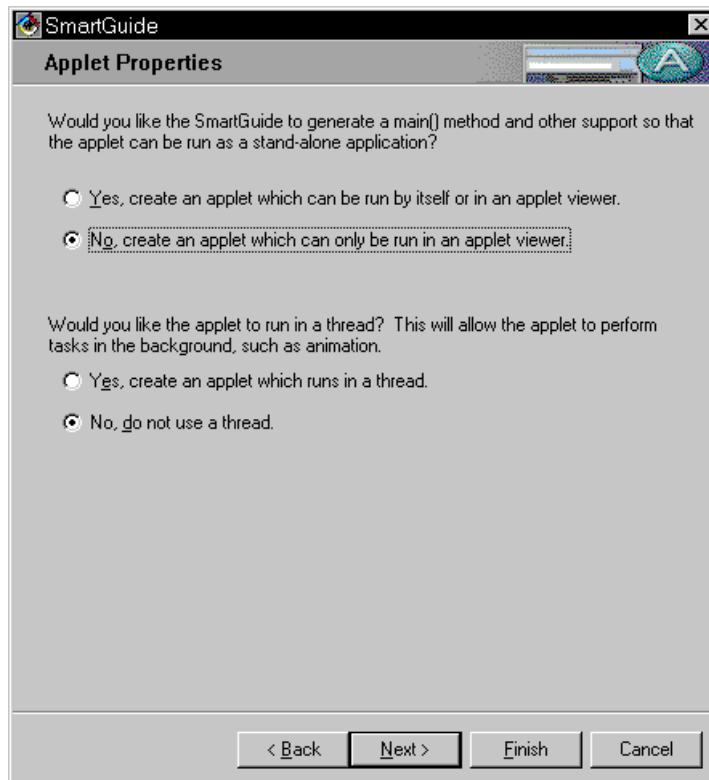 SmartGuide
Applet Properties
A
Would you like the SmartGuide to generate a main() method and other support so that
the applet can be run as a stand-alone application?
Yes, create an applet which can be run by itself or in an applet viewer.
No, create an applet which can only be run in an applet viewer.
Would you like the applet to run in a thread?  This will allow the applet to perform
tasks in the background, such as animation.
Yes, create an applet which runs in a thread.
No, do not use a thread.
< Back
Next >
Finish
Cancel